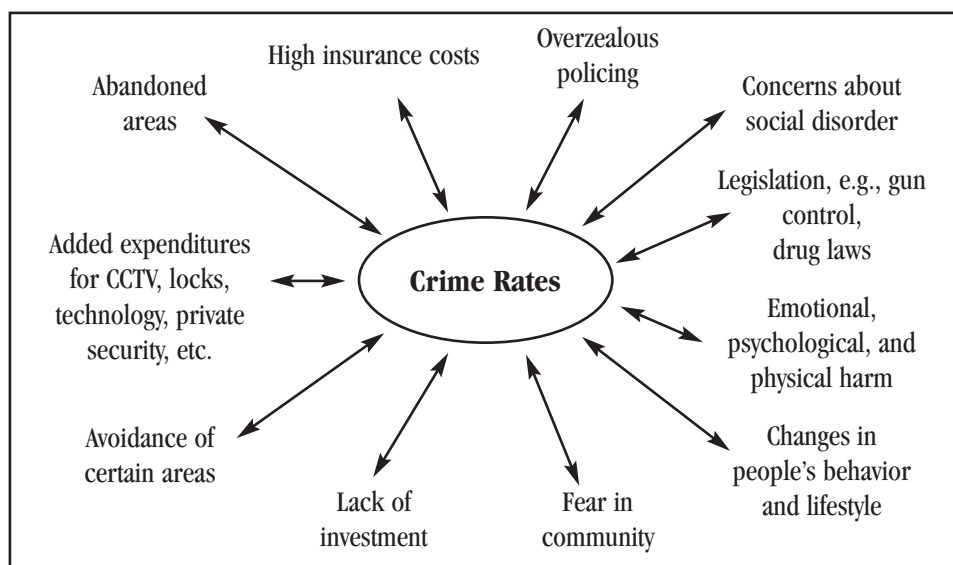 Overzealous
policing
High insurance costs
Abandoned
areas
Concerns about
social disorder
Legislation, e.g., gun
control,
drug laws
Added expenditures
for CCTV, locks,
technology, private
security, etc.
Crime Rates
Emotional,
psychological, and
physical harm
Avoidance of
certain areas
Changes in
people’s behavior
and lifestyle
Lack of
investment
Fear in
community